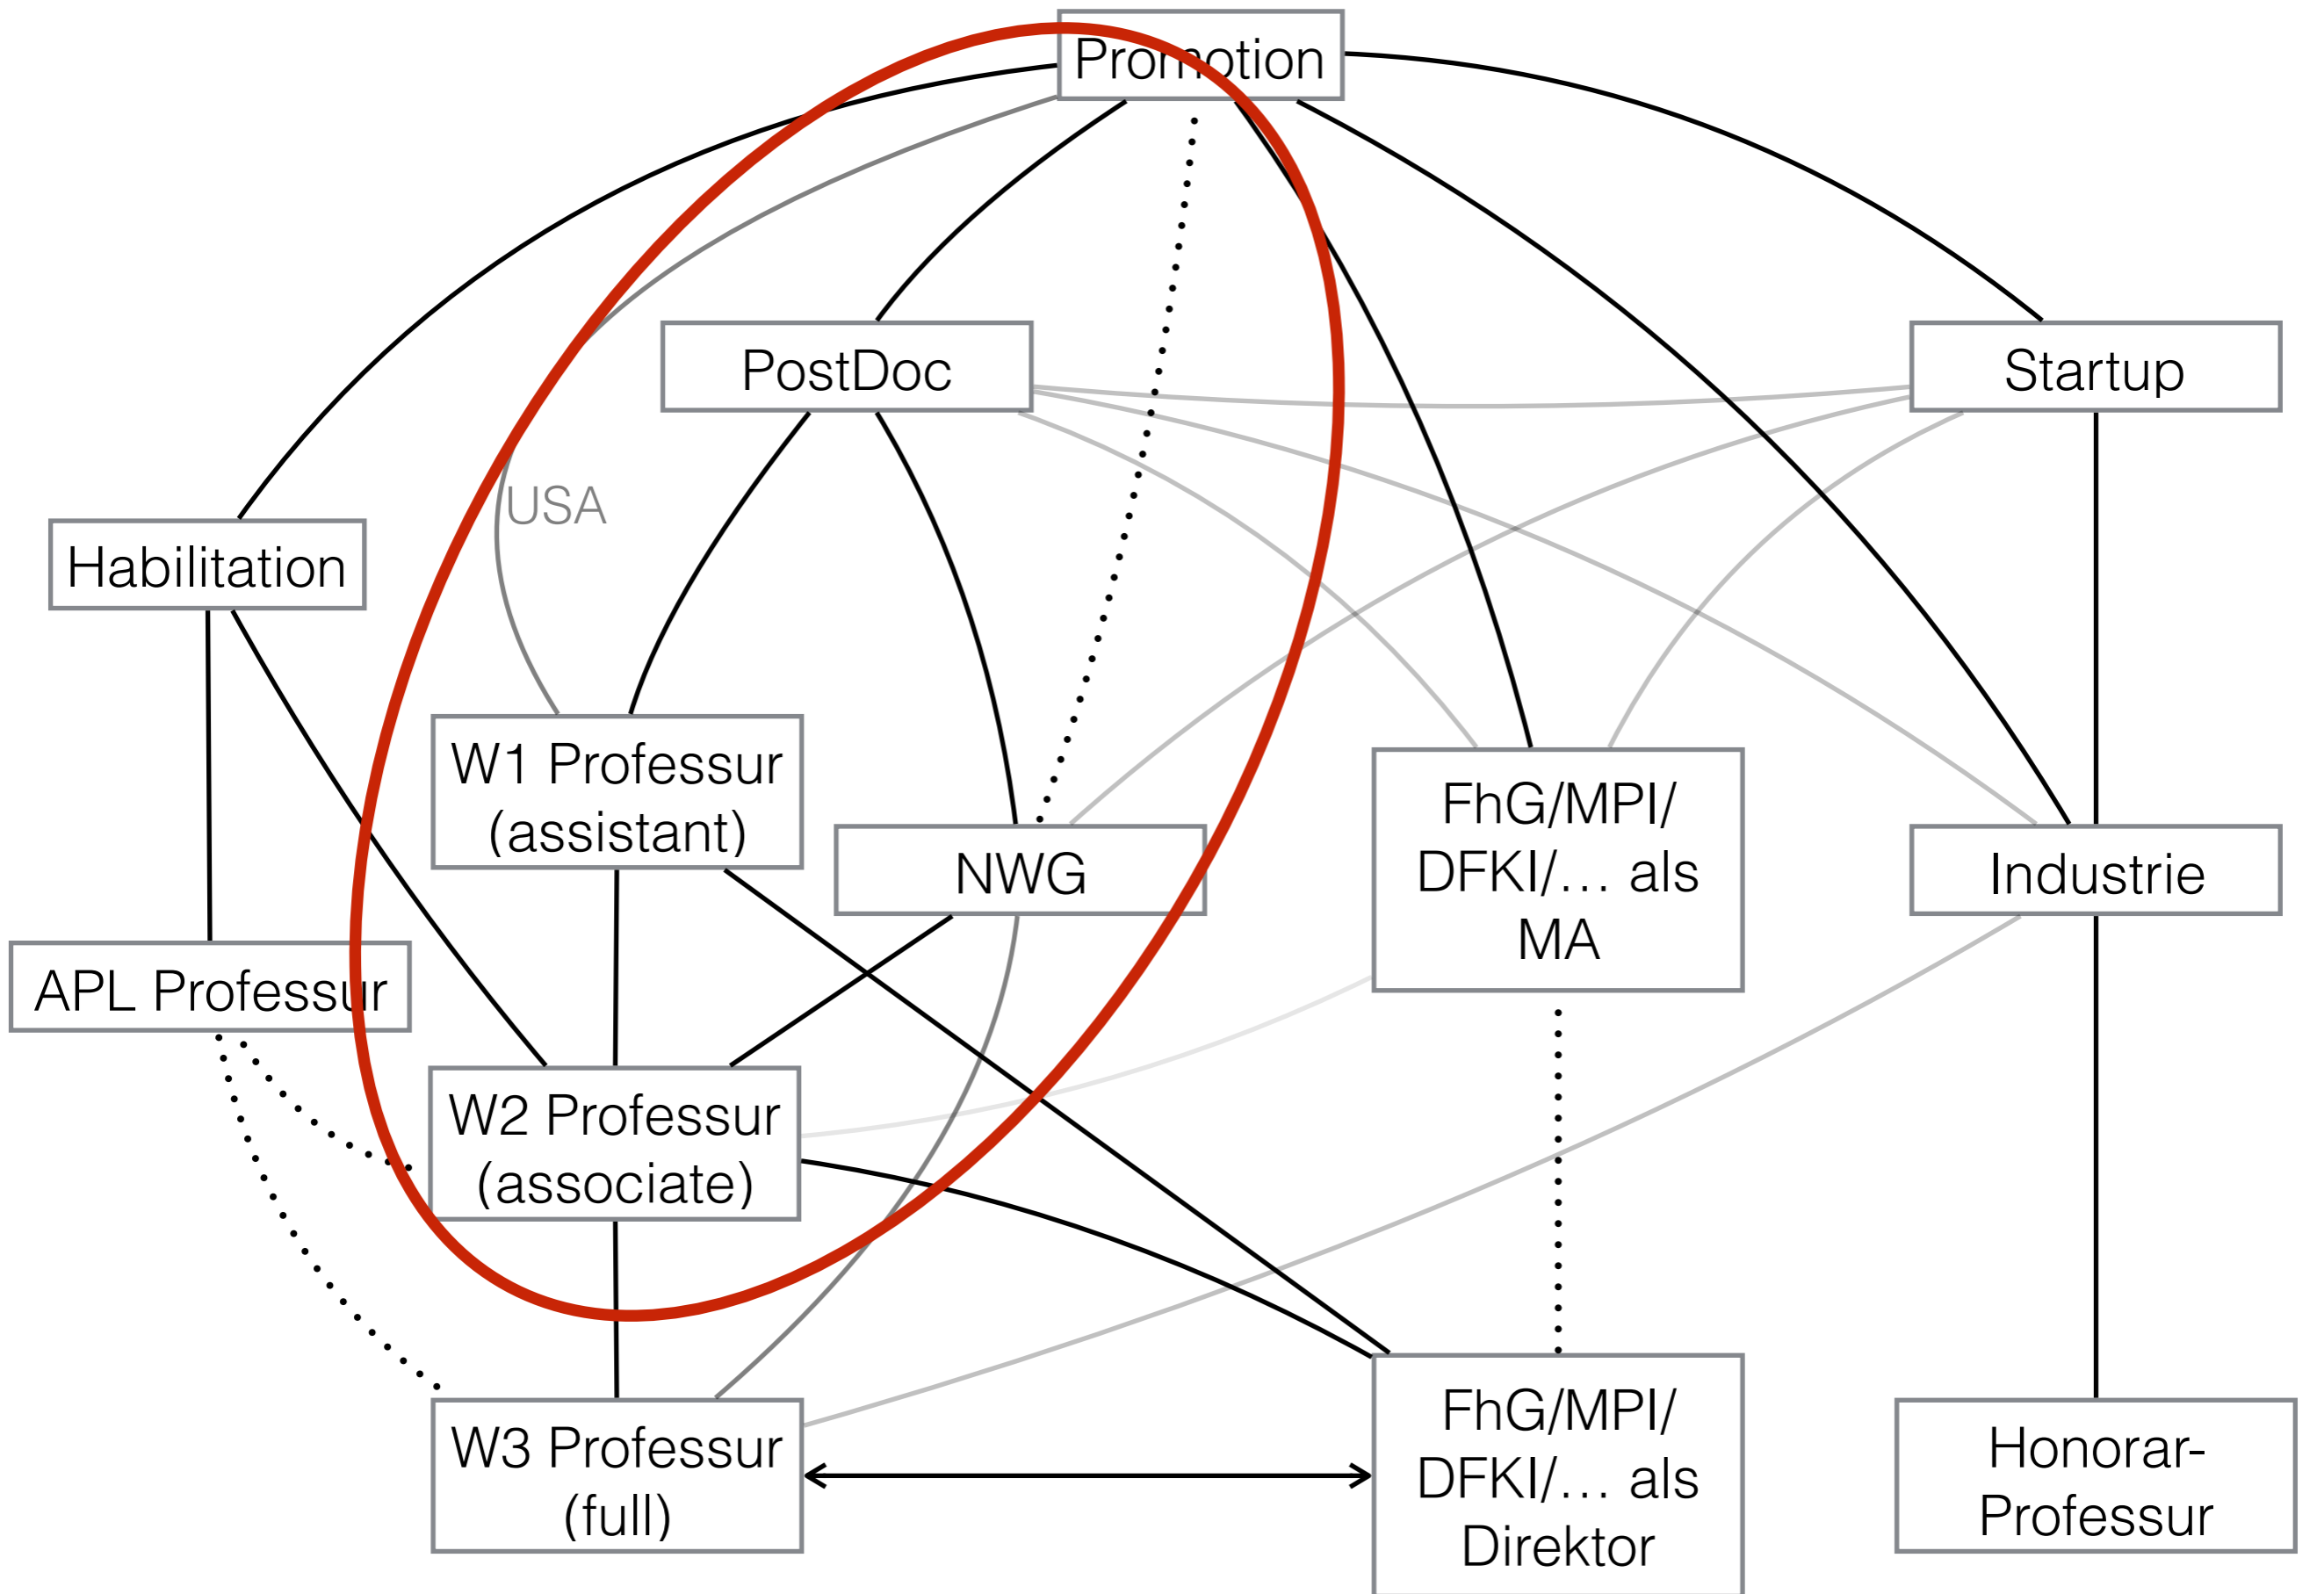 Promotion
PostDoc
Startup
USA
Habilitation
W1 Professur
(assistant)
FhG/MPI/
DFKI/… als
MA
NWG
Industrie
APL Professur
W2 Professur
(associate)
W3 Professur
(full)
FhG/MPI/
DFKI/… als
Direktor
Honorar-
Professur